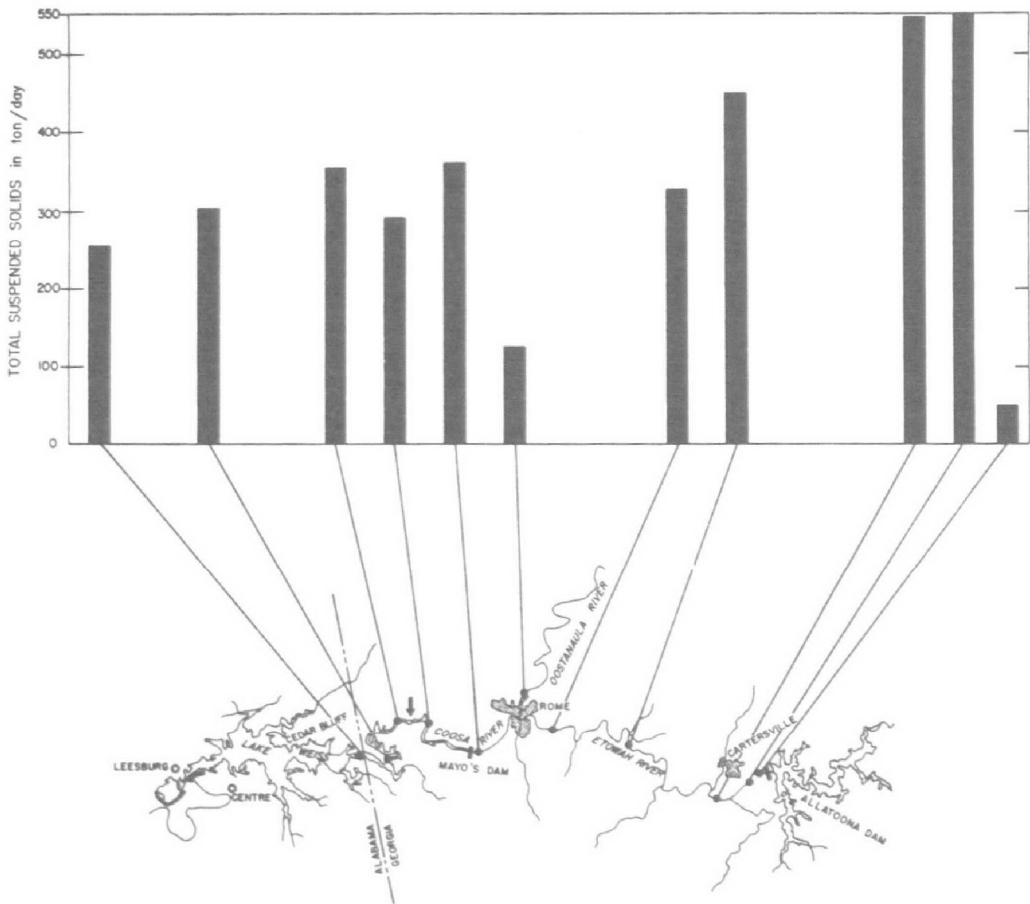 TOTAL SUSPENDED SOLIDS in ton/day
550
500
400
300
200
100
0
OOSTANAULA RIVER
ROME
CEDAR BLUFF
COOSA RIVER
LAKE WEISS
MAYO'S DAM
ETOWAH RIVER
CARTERSVILLE
LEESBURG
CENTRE
ALLATOONA DAM
ALABAMA
GEORGIA